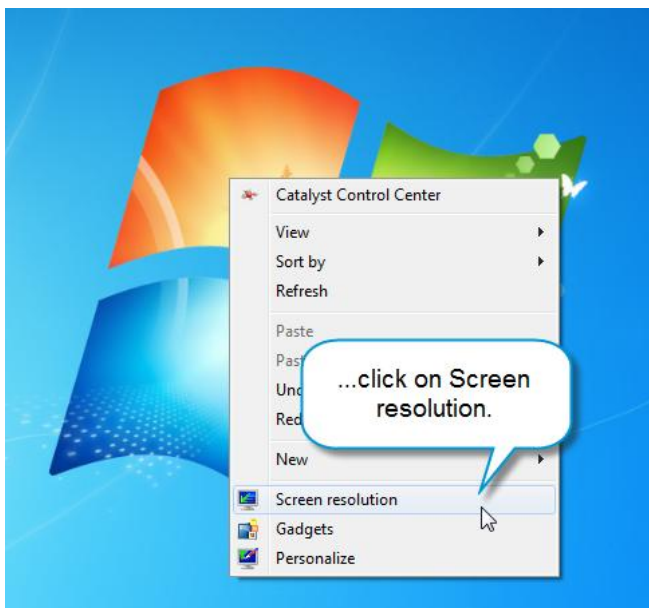 Catalyst Control Center
View
Sort by
Refresh
Paste
...click on Screen
resolution.
New
Screen resolution
Gadgets
Personalize